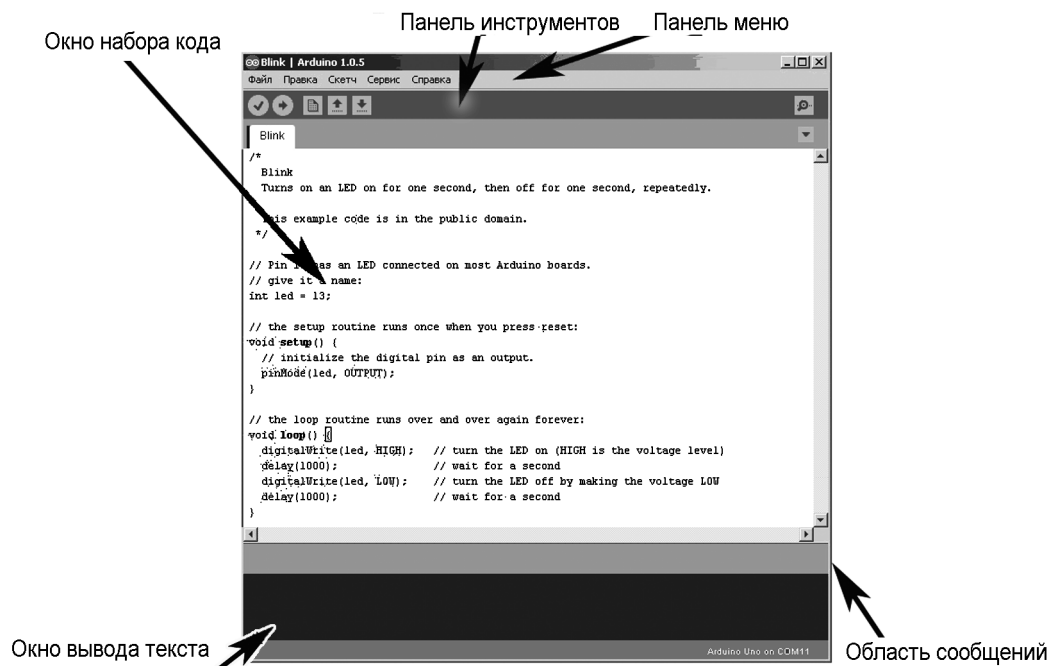 Панель инструментов
Панель меню
Окно набора кода
Blink | Arduino 1.0.5
Файл Правка Скетч Сервис Справка
Blink
/*
Blink
Turns on an LED on for one second, then off for one second, repeatedly.
This example code is in the public domain.
*/
// Pin has an LED connected on most Arduino boards.
// give it a name:
int led = 13;
// the setup routine runs once when you press reset:
void setup() {
// initialize the digital pin as an output.
pinMode(led, OUTPUT);
}
// the loop routine runs over and over again forever:
void loop() {
digitalWrite(led, HIGH); // turn the LED on (HIGH is the voltage level)
delay(1000); // wait for a second
digitalWrite(led, LOW); // turn the LED off by making the voltage LOW
delay(1000); // wait for a second
}
Окно вывода текста
Arduino Uno on COM11
Область сообщений